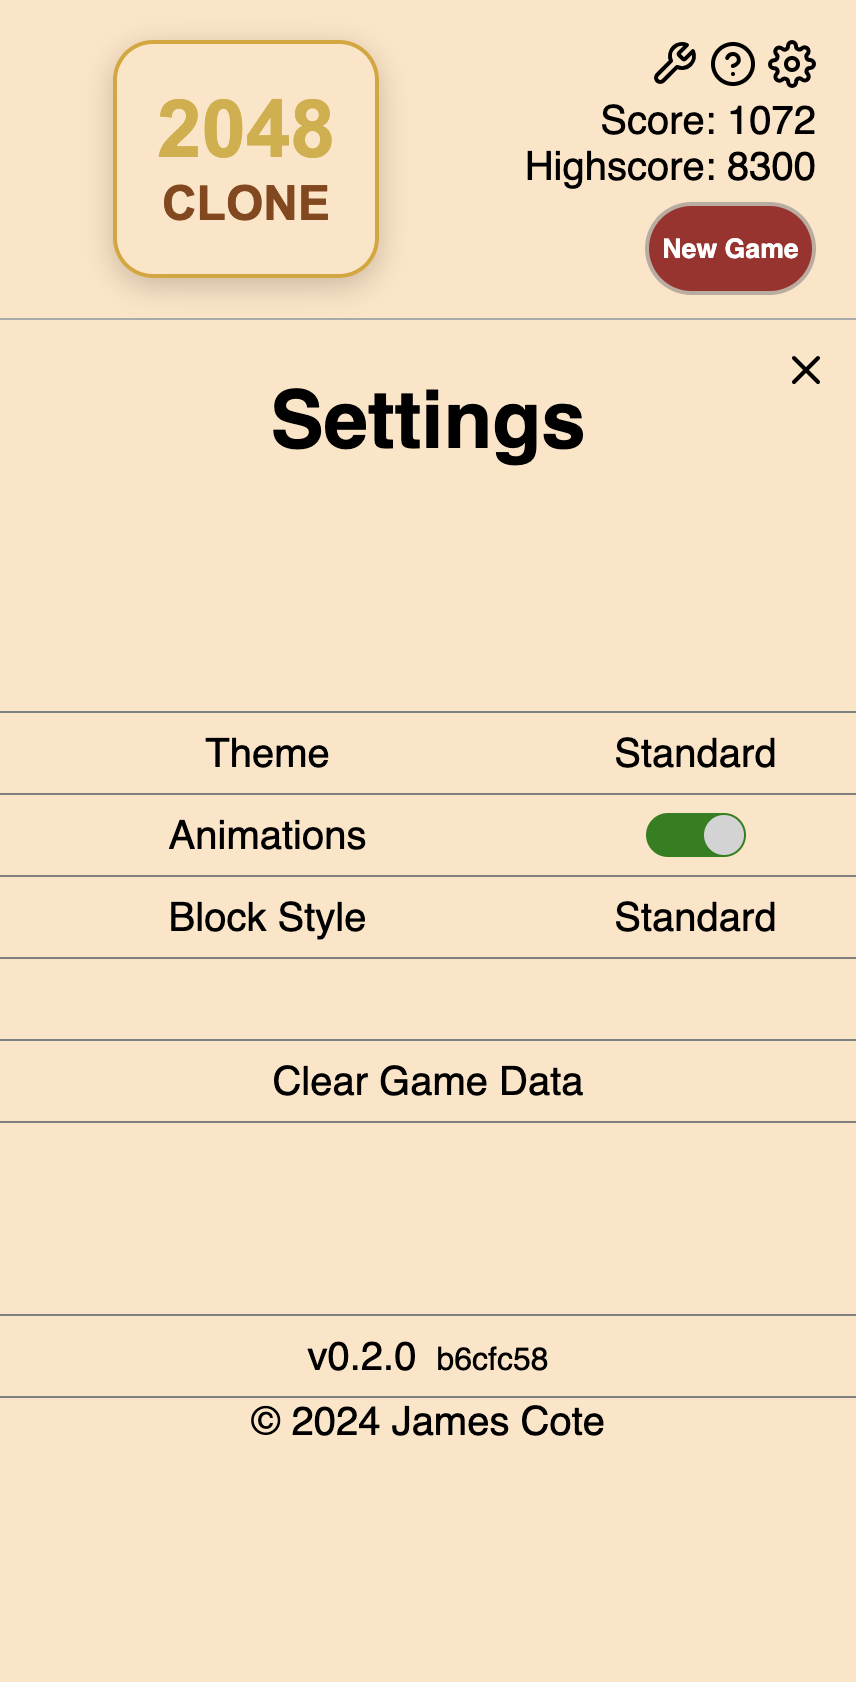 2048
CLONE
Score: 1072
Highscore: 8300
New Game
Settings
Theme Standard
Animations
Block Style Standard
Clear Game Data
v0.2.0 b6cfc58
© 2024 James Cote